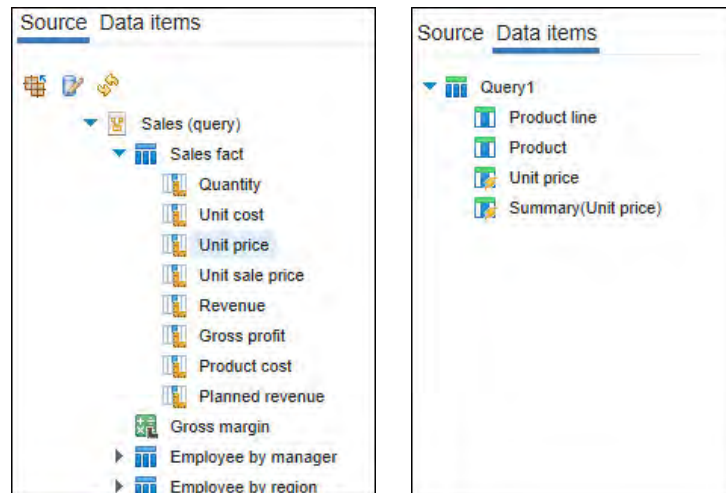 Source Data items
Sales (query)
Sales fact
Quantity
Unit cost
Unit price
Unit sale price
Revenue
Gross profit
Product cost
Planned revenue
Gross margin
Employee by manager
Employee by region
Source Data items
Query1
Product line
Product
Unit price
Summary(Unit price)